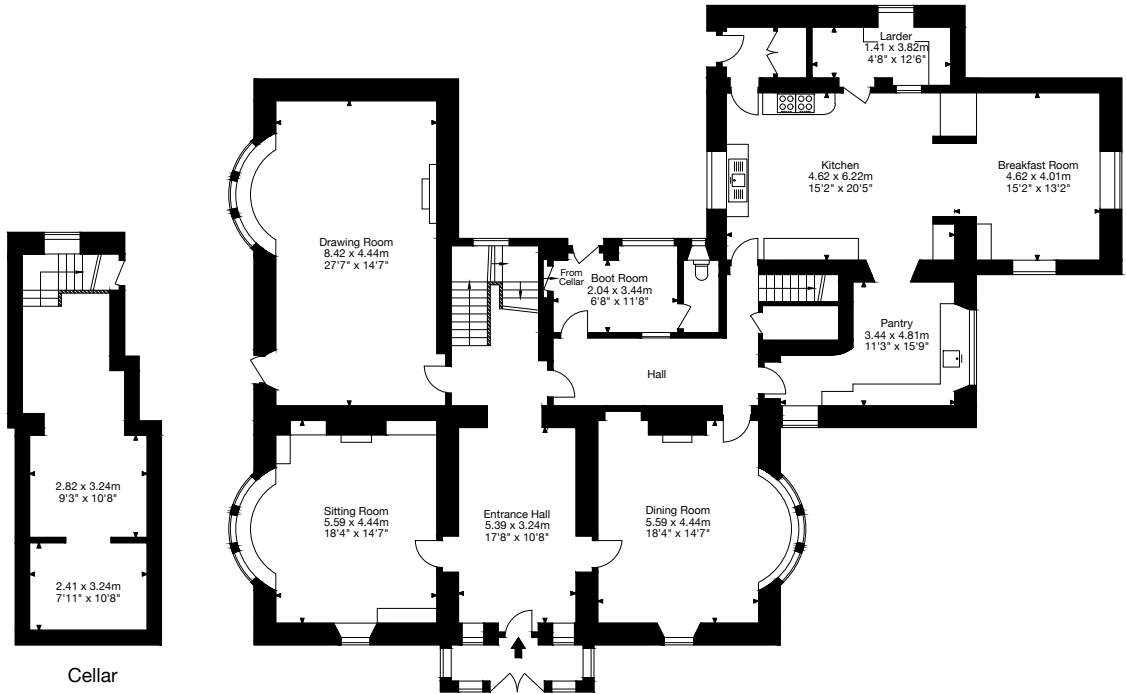 Larder
1.41 x 3.82m
4'8" x 12'6"
Kitchen
4.62 x 6.22m
15'2" x 20'5"
Breakfast Room
4.62 x 4.01m
15'2" x 13'2"
Drawing Room
8.42 x 4.44m
27'7" x 14'7"
From
Cellar
Boot Room
2.04 x 3.44m
6'8" x 11'8"
Pantry
3.44 x 4.81m
11'3" x 15'9"
Hall
2.82 x 3.24m
9'3" x 10'8"
Sitting Room
5.59 x 4.44m
18'4" x 14'7"
Entrance Hall
5.39 x 3.24m
17'8" x 10'8"
Dining Room
5.59 x 4.44m
18'4" x 14'7"
2.41 x 3.24m
7'11" x 10'8"
Cellar